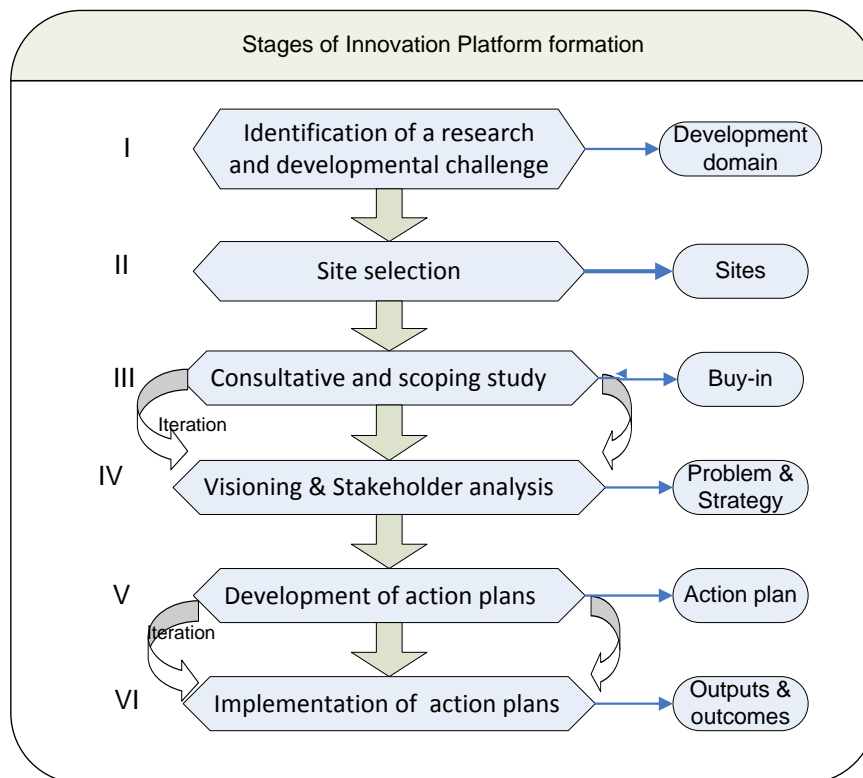 Stages of Innovation Platform formation
I
Identification of a research
and developmental challenge
Development
domain
II
Site selection
Sites
III
Consultative and scoping study
Buy-in
Iteration
IV
Visioning & Stakeholder analysis
Problem &
Strategy
V
Development of action plans
Action plan
Iteration
VI
Implementation of action plans
Outputs &
outcomes